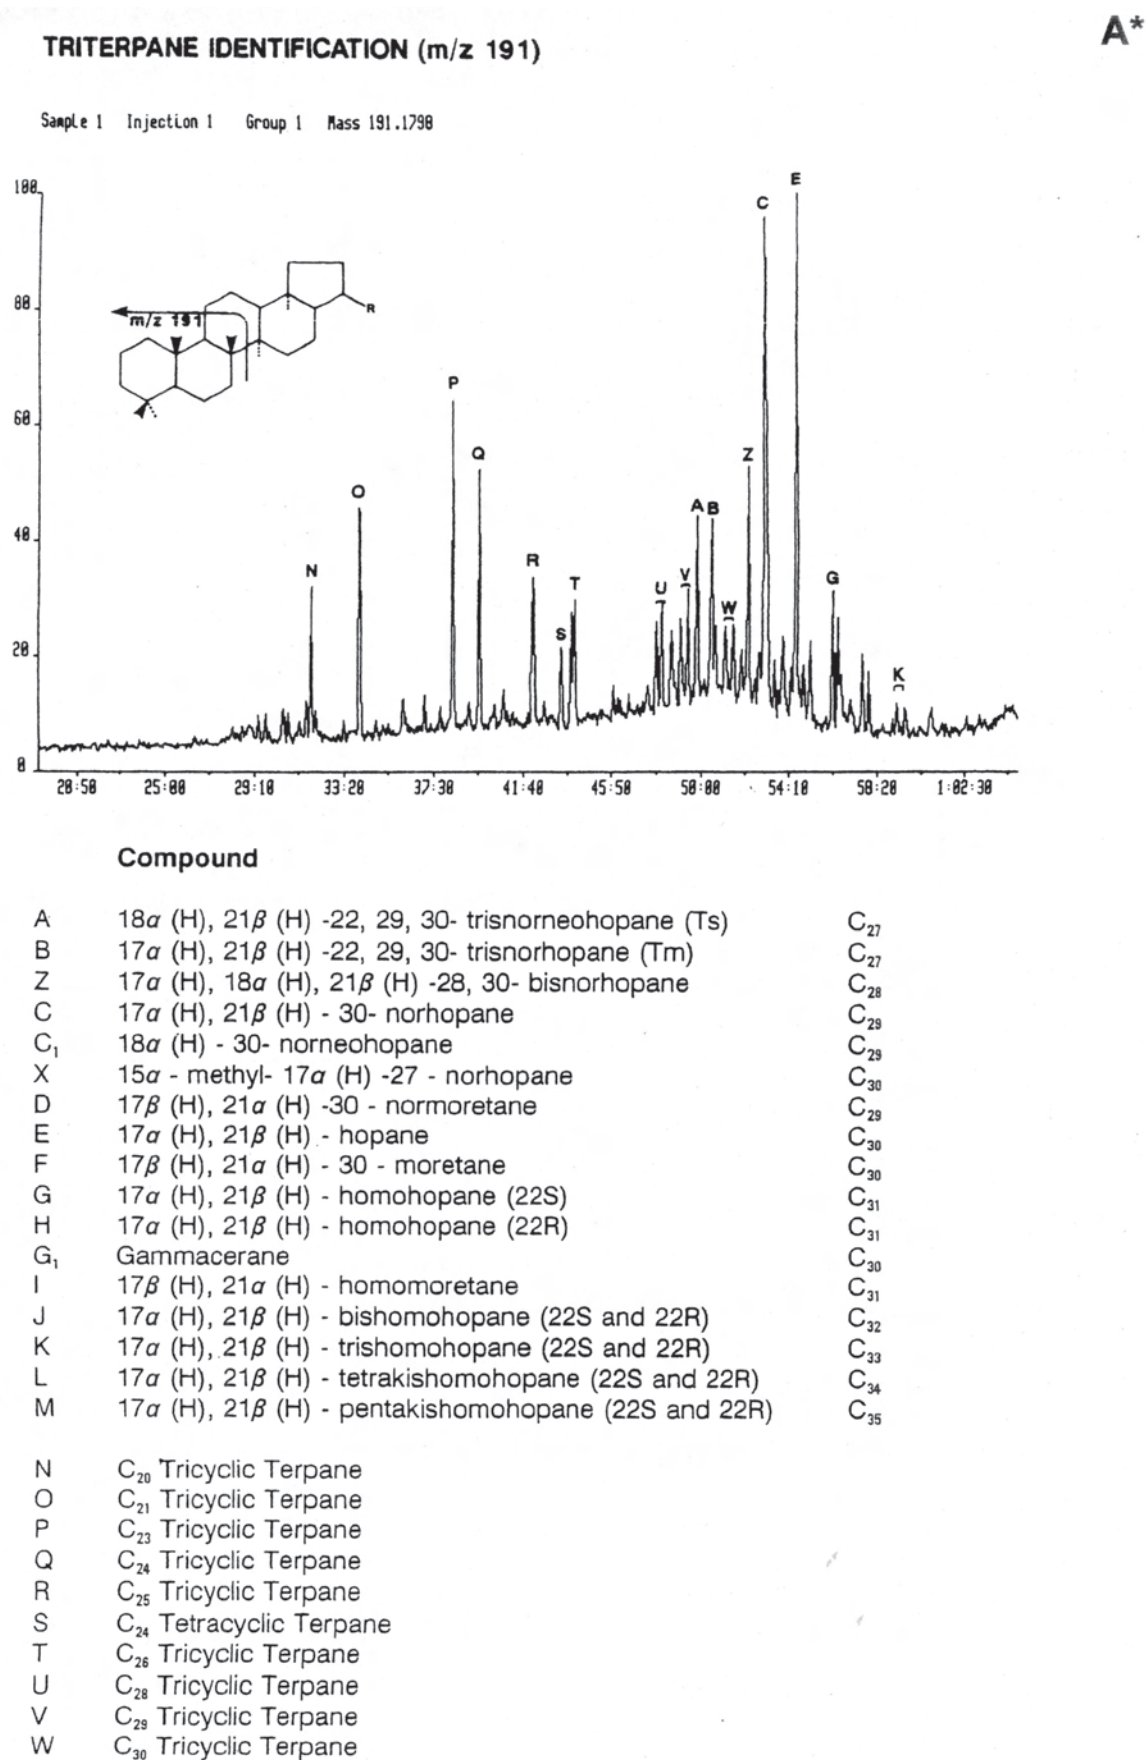 A*
TRITERPANE IDENTIFICATION (m/z 191)
Sample 1 Injection 1 Group 1 Mass 191.1798
100
80
60
40
20
0
m/z 191
R
N
O
P
Q
R
S
T
U
V
A
B
W
Z
C
E
G
K
20:50 25:00 29:10 33:20 37:30 41:40 45:50 50:00 54:10 58:20 1:02:30
Compound
A 18α (H), 21β (H) -22, 29, 30- trisnorneohopane (Ts) C₂₇
B 17α (H), 21β (H) -22, 29, 30- trisnorhopane (Tm) C₂₇
Z 17α (H), 18α (H), 21β (H) -28, 30- bisnorhopane C₂₈
C 17α (H), 21β (H) - 30- norhopane C₂₉
C₁ 18α (H) - 30- norneohopane C₂₉
X 15α - methyl- 17α (H) -27 - norhopane C₃₀
D 17β (H), 21α (H) -30 - normoretane C₂₉
E 17α (H), 21β (H) - hopane C₃₀
F 17β (H), 21α (H) - 30 - moretane C₃₀
G 17α (H), 21β (H) - homohopane (22S) C₃₁
H 17α (H), 21β (H) - homohopane (22R) C₃₁
G₁ Gammacerane C₃₀
I 17β (H), 21α (H) - homomoretane C₃₁
J 17α (H), 21β (H) - bishomohopane (22S and 22R) C₃₂
K 17α (H), 21β (H) - trishomohopane (22S and 22R) C₃₃
L 17α (H), 21β (H) - tetrakishomohopane (22S and 22R) C₃₄
M 17α (H), 21β (H) - pentakishomohopane (22S and 22R) C₃₅
N C₂₀ Tricyclic Terpane
O C₂₁ Tricyclic Terpane
P C₂₃ Tricyclic Terpane
Q C₂₄ Tricyclic Terpane
R C₂₅ Tricyclic Terpane
S C₂₄ Tetracyclic Terpane
T C₂₆ Tricyclic Terpane
U C₂₈ Tricyclic Terpane
V C₂₉ Tricyclic Terpane
W C₃₀ Tricyclic Terpane